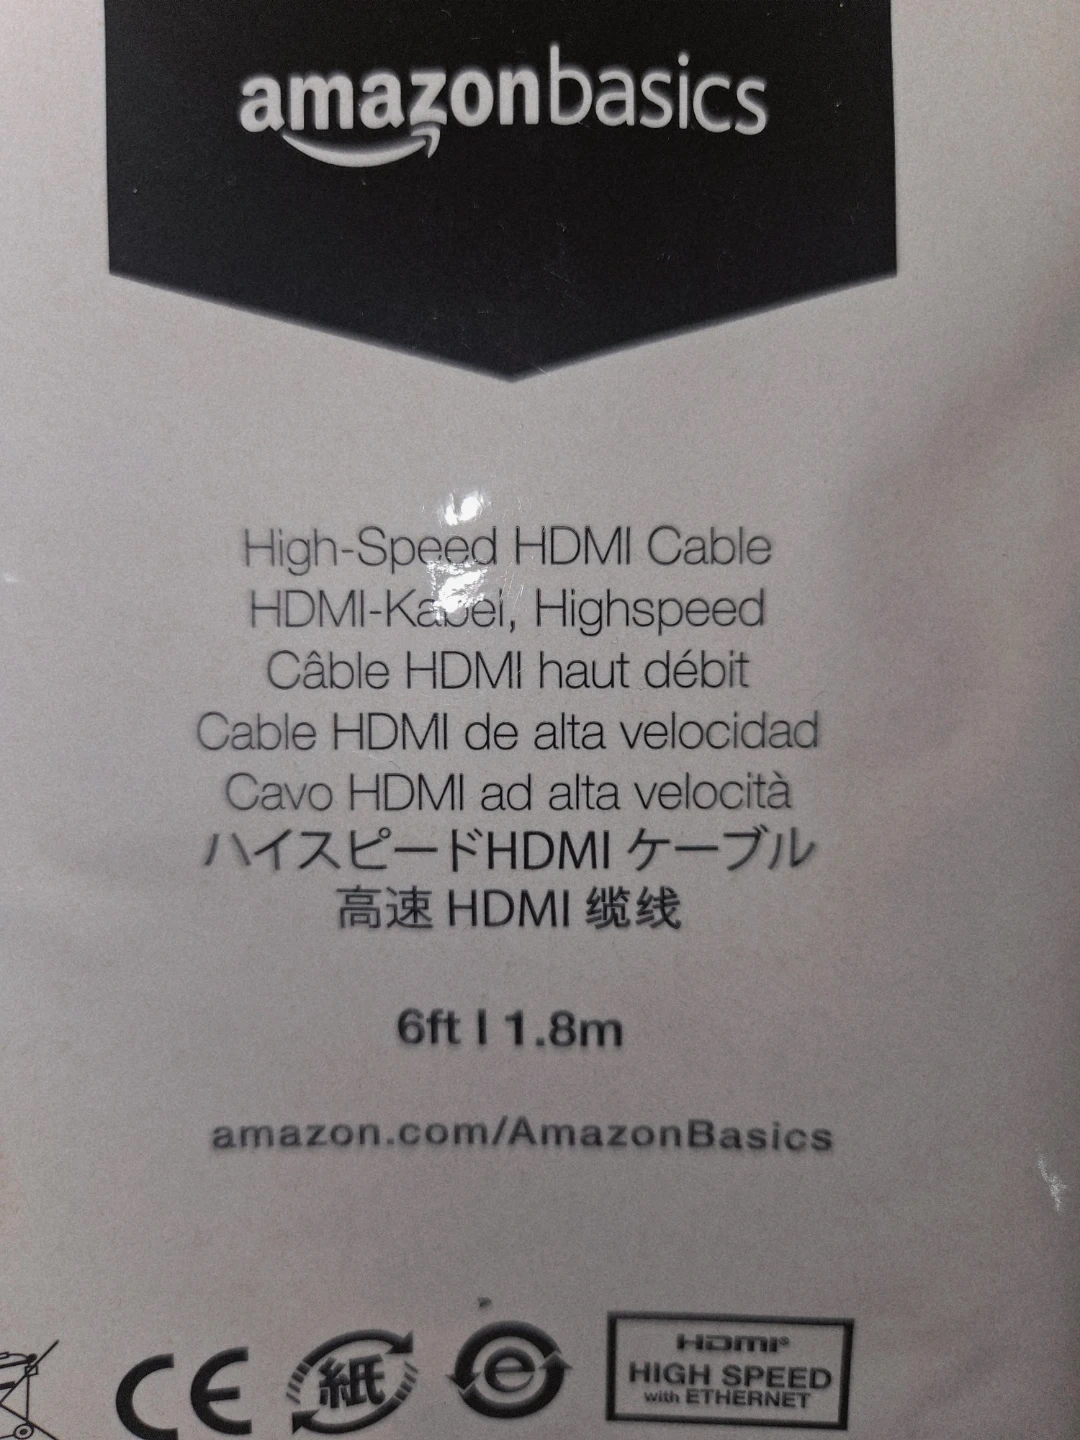 amazonbasics
High-Speed HDMI Cable
HDMI-Kabel, Highspeed
Câble HDMI haut débit
Cable HDMI de alta velocidad
Cavo HDMI ad alta velocità
ハイスピードHDMI ケーブル
高速 HDMI 缆线
6ft | 1.8m
amazon.com/AmazonBasics
CE 紙 e HDMI®
HIGH SPEED
with ETHERNET